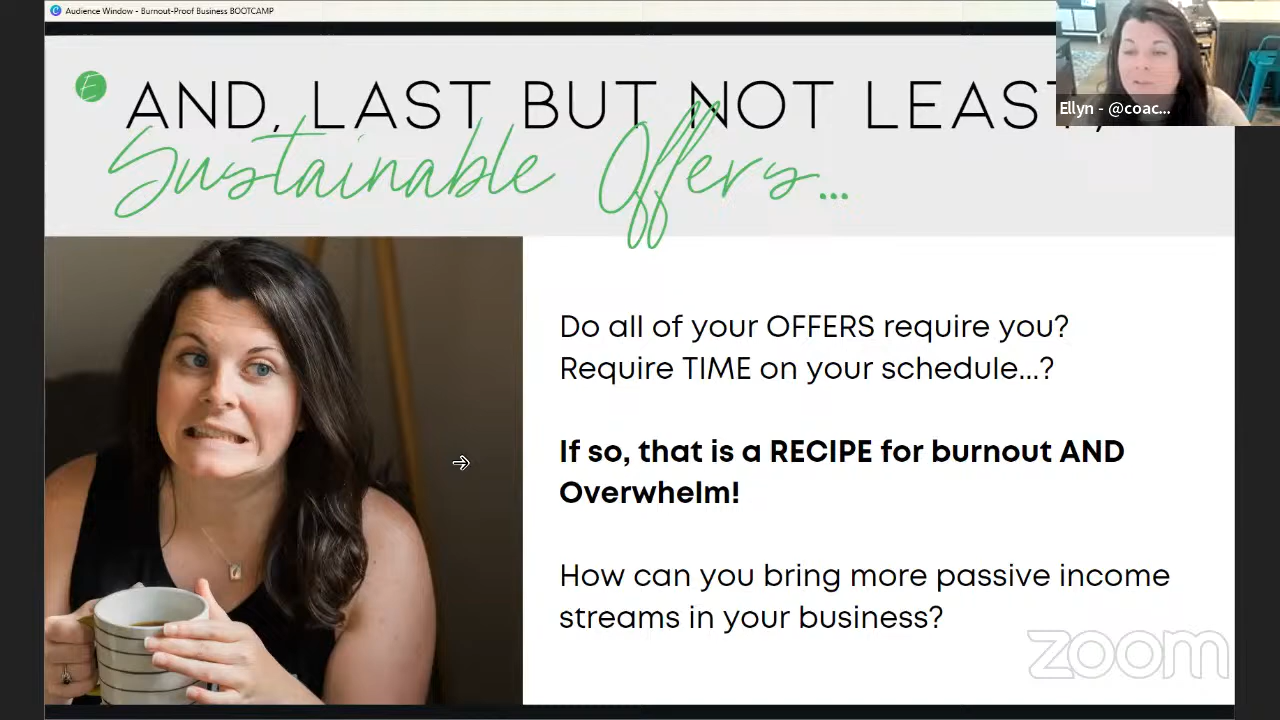 Audience Window - Burnout-Proof Business BOOTCAMP
E
AND, LAST BUT NOT LEAST,
Sustainable Offers...
Ellyn - @coac...
Do all of your OFFERS require you?
Require TIME on your schedule...?
If so, that is a RECIPE for burnout AND
Overwhelm!
How can you bring more passive income
streams in your business?
zoom